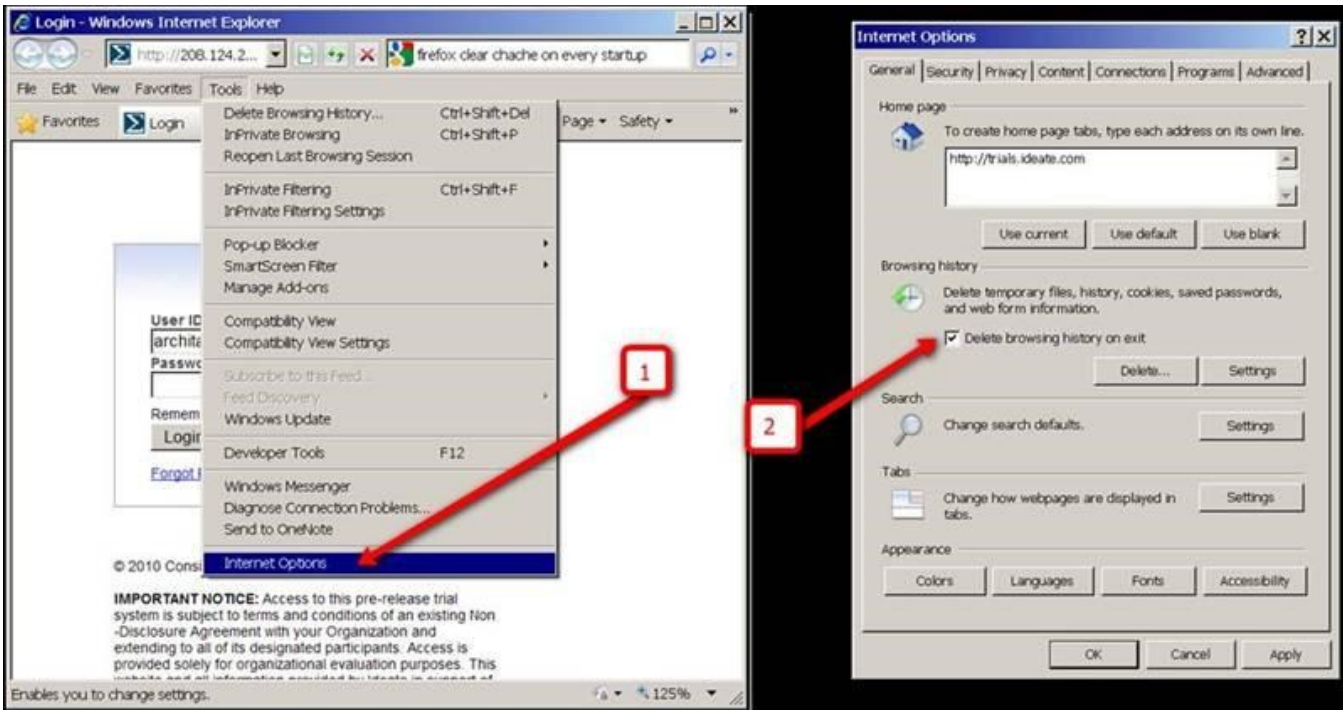 Login - Windows Internet Explorer
http://208.124.2...
firefox clear chache on every startup
File Edit View Favorites Tools Help
Favorites Login Page Safety
Delete Browsing History... Ctrl+Shift+Del
InPrivate Browsing Ctrl+Shift+P
Reopen Last Browsing Session
InPrivate Filtering Ctrl+Shift+F
InPrivate Filtering Settings
Pop-up Blocker
SmartScreen Filter
Manage Add-ons
Compatibility View
Compatibility View Settings
Subscribe to this Feed...
Feed Discovery
Windows Update
Developer Tools F12
Windows Messenger
Diagnose Connection Problems...
Send to OneNote
Internet Options
User ID
archite
Passwo
Remem
Login
Forgot
1
© 2010 Consi
IMPORTANT NOTICE: Access to this pre-release trial
system is subject to terms and conditions of an existing Non
-Disclosure Agreement with your Organization and
extending to all of its designated participants. Access is
provided solely for organizational evaluation purposes. This
Enables you to change settings.
125%
Internet Options
General Security Privacy Content Connections Programs Advanced
Home page
To create home page tabs, type each address on its own line.
http://trials.ideate.com
Use current Use default Use blank
Browsing history
Delete temporary files, history, cookies, saved passwords,
and web form information.
Delete browsing history on exit
Delete... Settings
2
Search
Change search defaults. Settings
Tabs
Change how webpages are displayed in
tabs.
Settings
Appearance
Colors Languages Fonts Accessibility
OK Cancel Apply